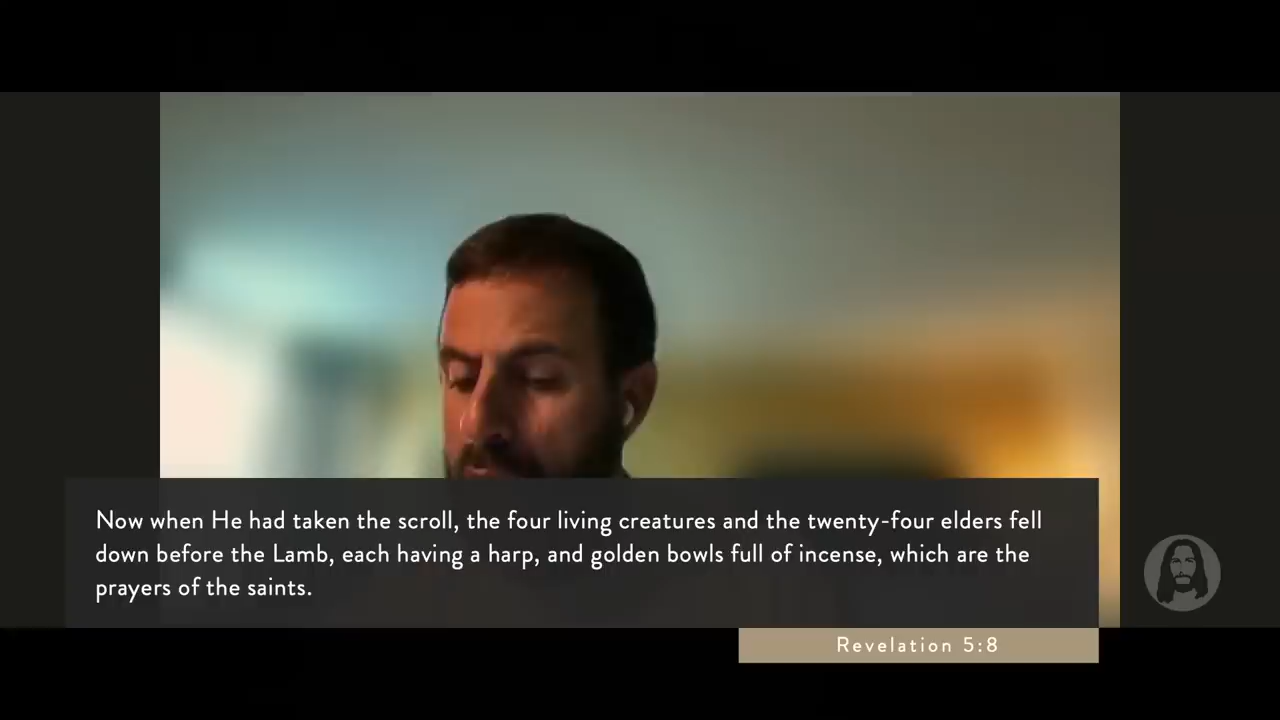 Now when He had taken the scroll, the four living creatures and the twenty-four elders fell
down before the Lamb, each having a harp, and golden bowls full of incense, which are the
prayers of the saints.
Revelation 5:8